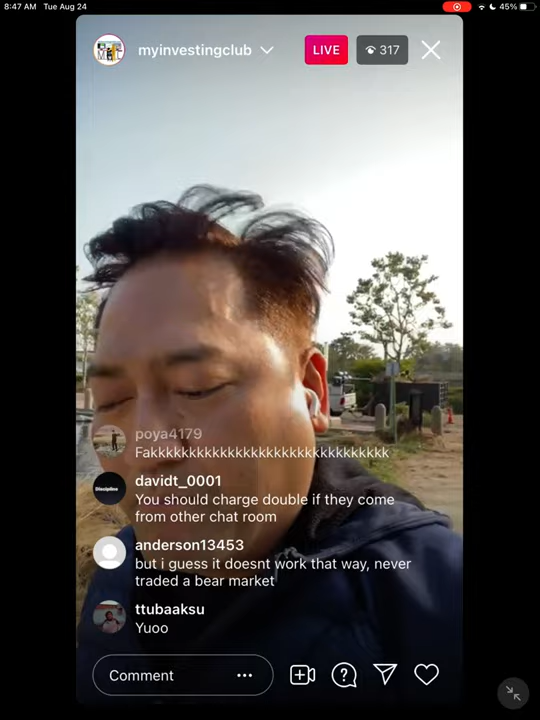 8:47 AM Tue Aug 24
45%
myinvestingclub
LIVE
317
poya4179
Fakkkkkkkkkkkkkkkkkkkkkkkkkkkkkk
davidt_0001
You should charge double if they come
from other chat room
anderson13453
but i guess it doesnt work that way, never
traded a bear market
ttubaaksu
Yuoo
Comment